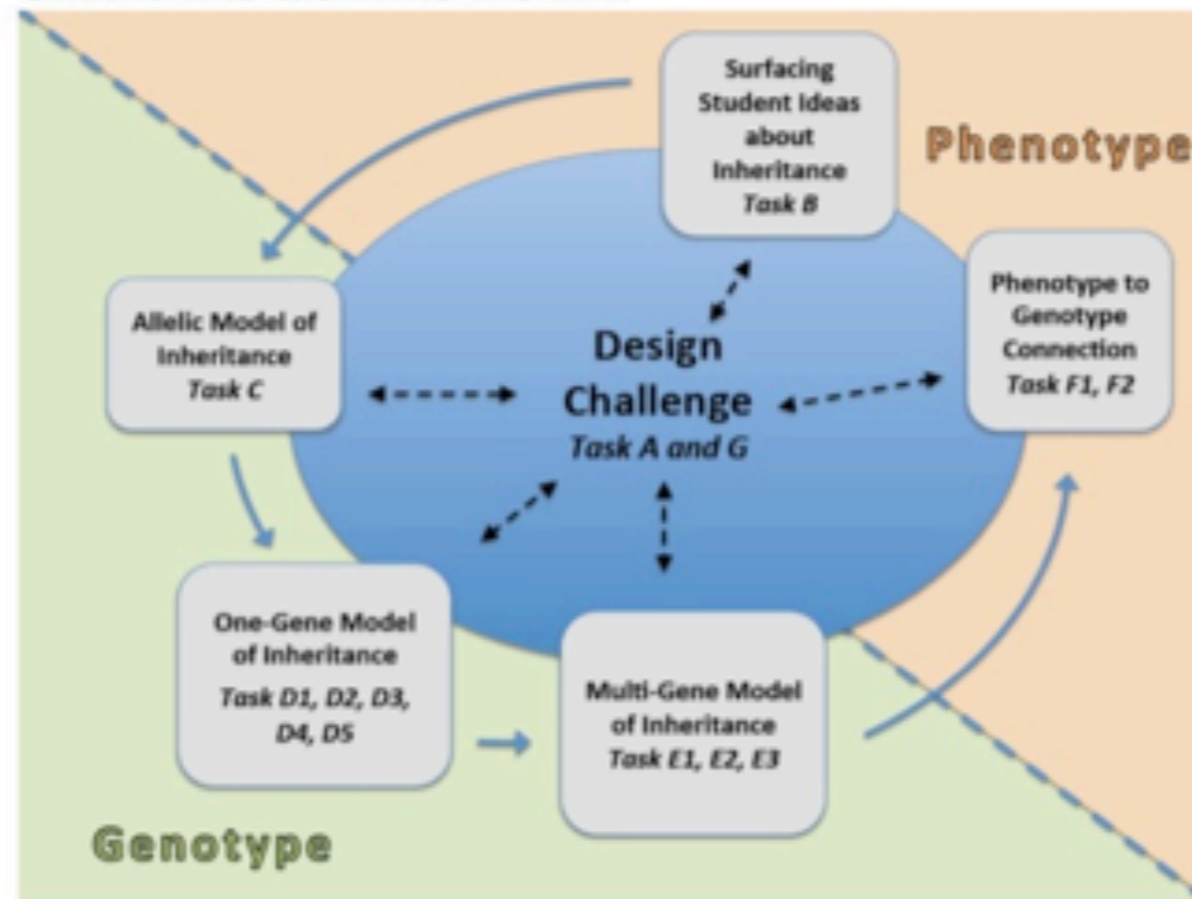 Surfacing
Student Ideas
about
Inheritance
Task B
Phenotype
Phenotype to
Genotype
Connection
Task F1, F2
Allelic Model of
Inheritance
Task C
Design
Challenge
Task A and G
One-Gene Model
of Inheritance
Task D1, D2, D3,
D4, D5
Multi-Gene Model
of Inheritance
Task E1, E2, E3
Genotype